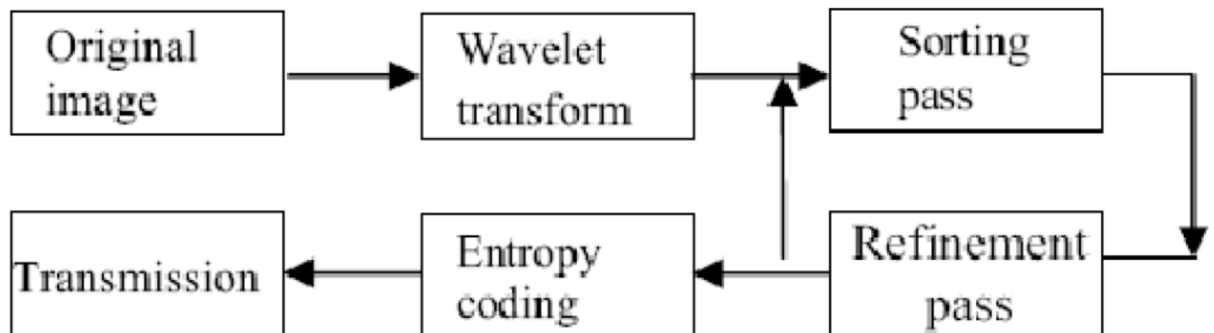 Original
image
Wavelet
transform
Sorting
pass
Transmission
Entropy
coding
Refinement
pass